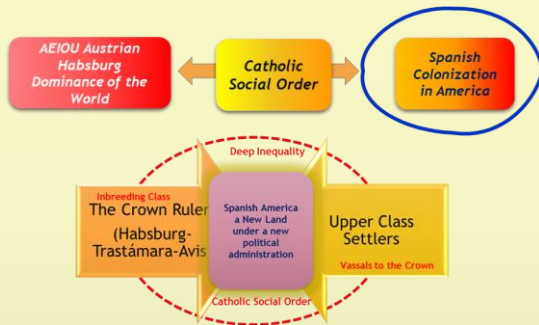 AEIOU Austrian
Habsburg
Dominance of the
World
Catholic
Social Order
Spanish
Colonization
in America
Deep Inequality
Inbreeding Class
The Crown Ruler
(Habsburg-
Trastámara-Avis
Spanish America
a New Land
under a new
political
administration
Upper Class
Settlers
Vassals to the Crown
Catholic Social Order